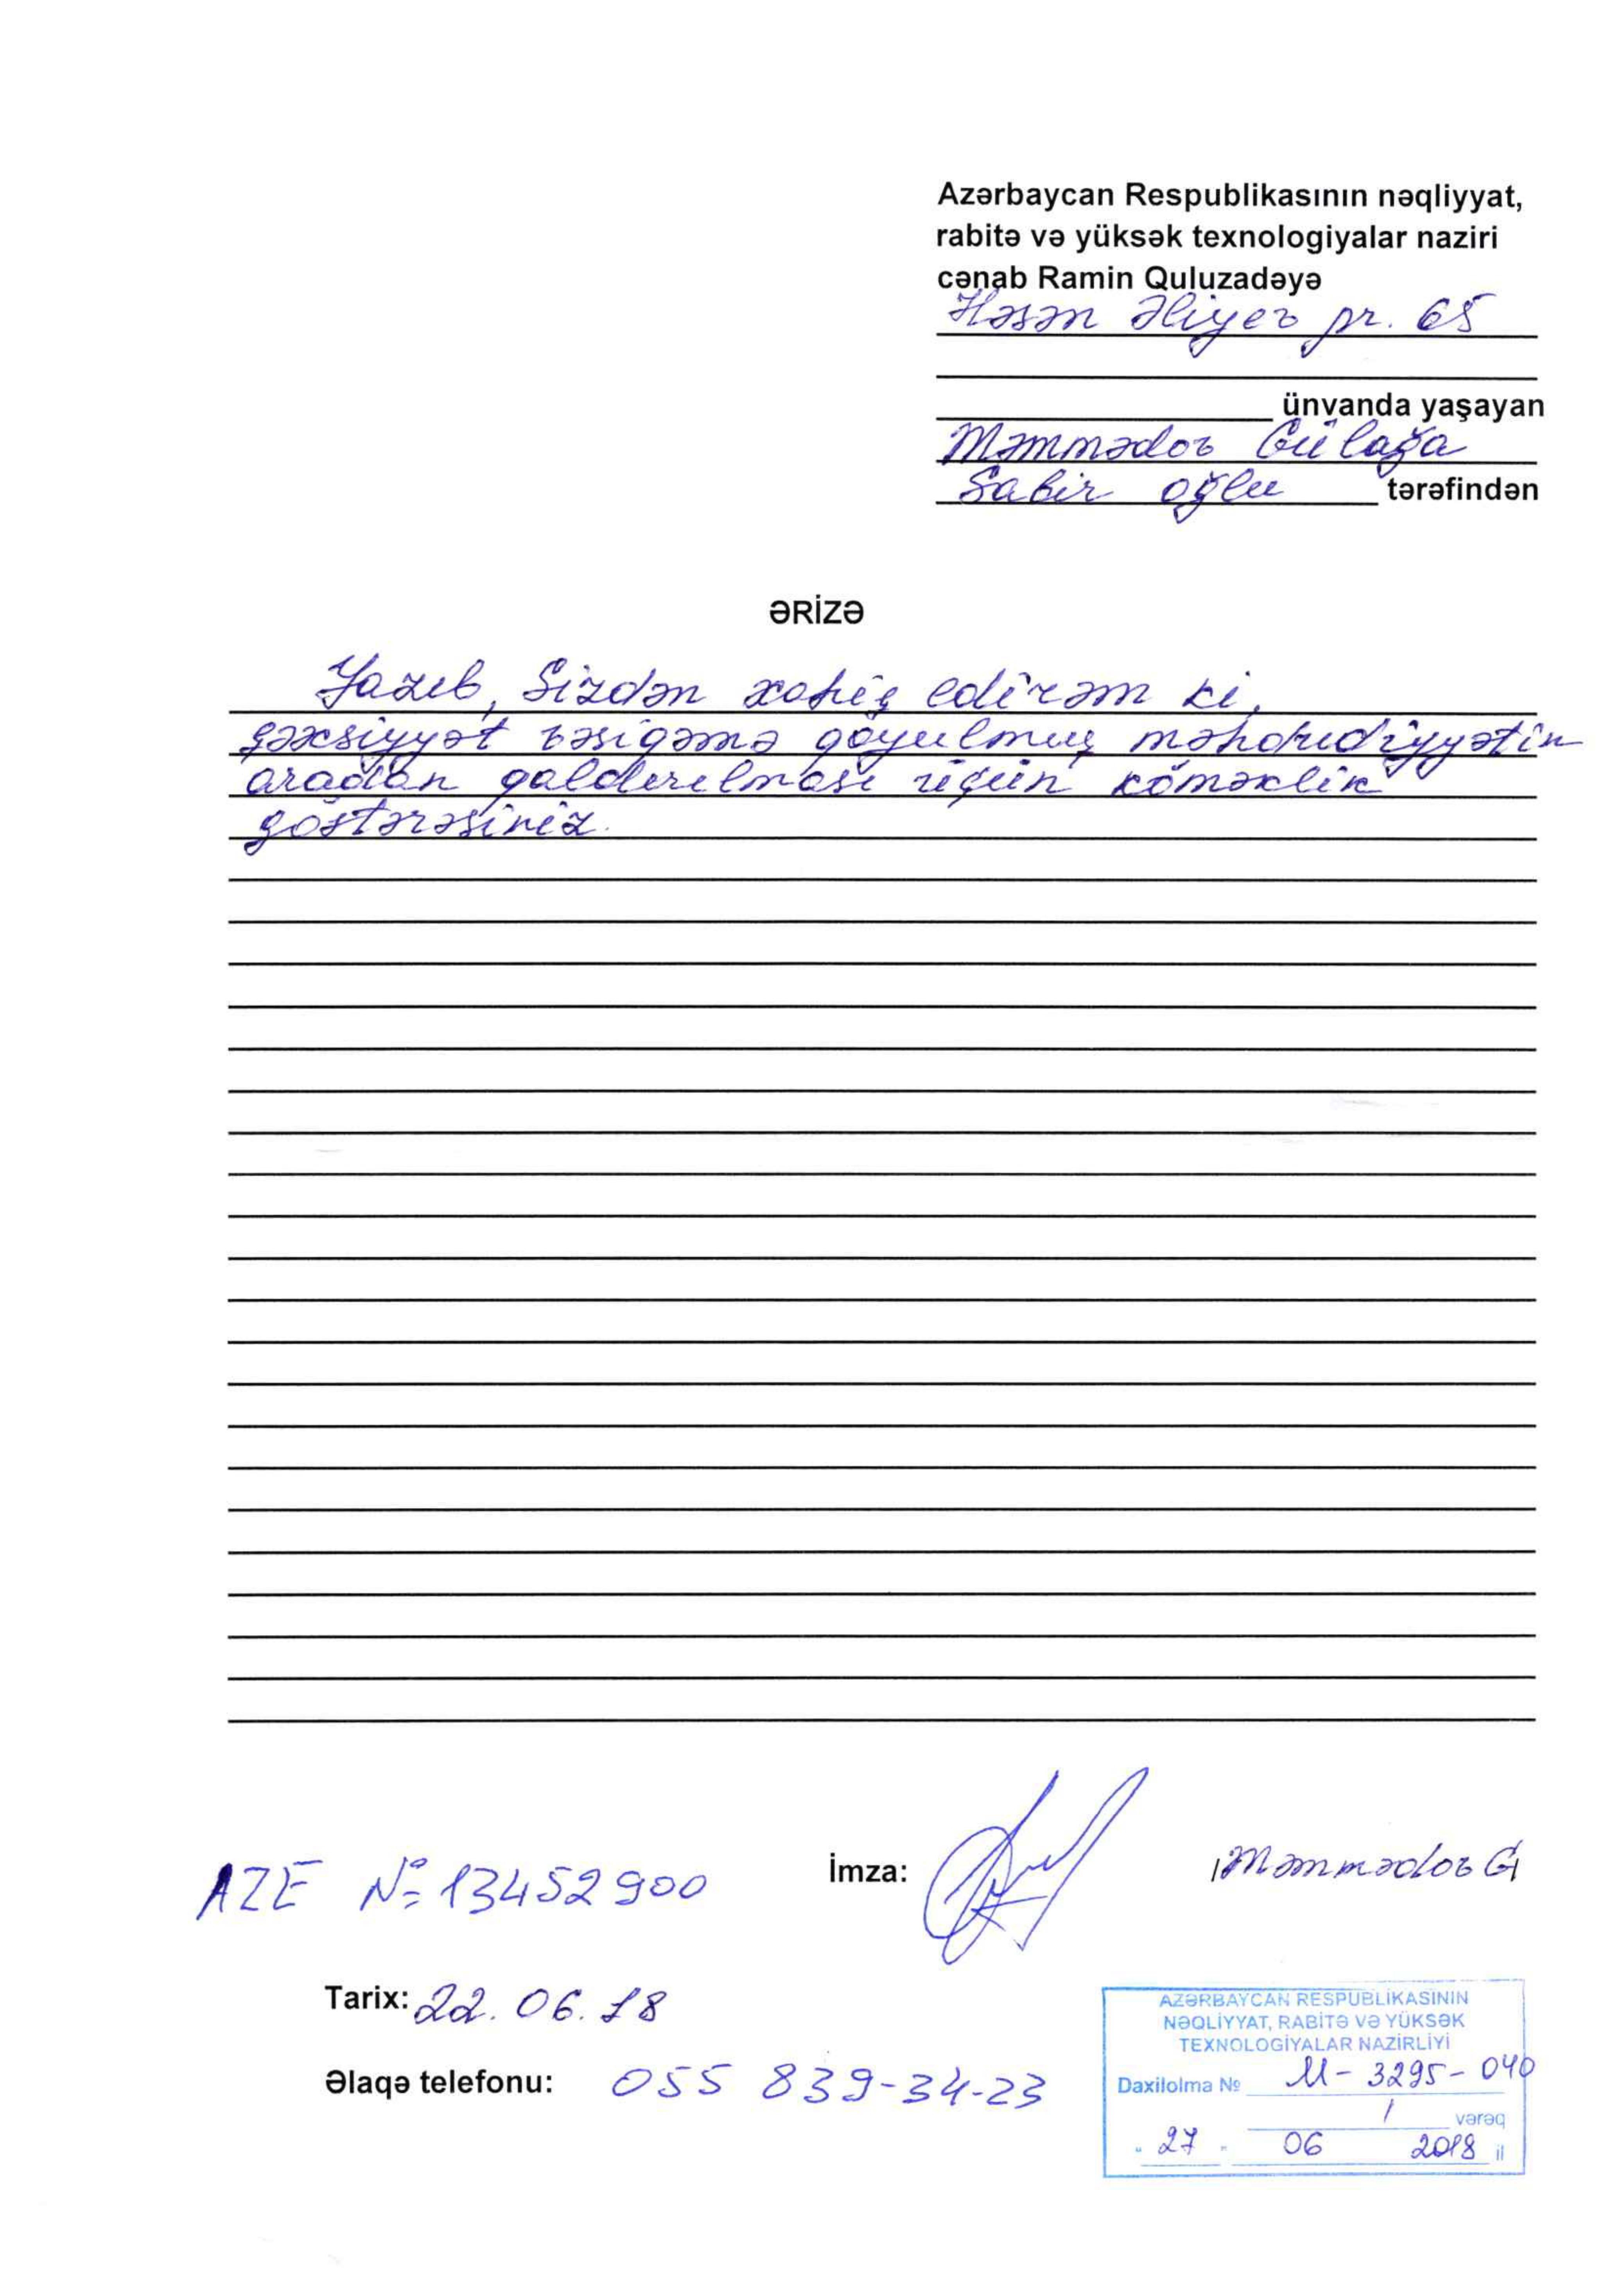 Azərbaycan Respublikasının nəqliyyat,
rabitə və yüksək texnologiyalar naziri
cənab Ramin Quluzadəyə
Həsən Əliyev pr. 65
ünvanda yaşayan
Məmmədov Gülağa
Sabir oğlu tərəfindən
ƏRİZƏ
Yazıb, Sizdən xahiş edirəm ki,
şəxsiyyət vəsiqəmə qoyulmuş məhdudiyyətin
aradan qaldırılması üçün köməklik
göstərəsiniz.
AZE № 13452900 İmza: Məmmədov G
Tarix: 22.06.18
Əlaqə telefonu: 055 839-34-23
AZƏRBAYCAN RESPUBLİKASININ
NƏQLİYYAT, RABİTƏ VƏ YÜKSƏK
TEXNOLOGİYALAR NAZİRLİYİ
Daxilolma № M-3295-040
1 vərəq
"27" 06 2018 il